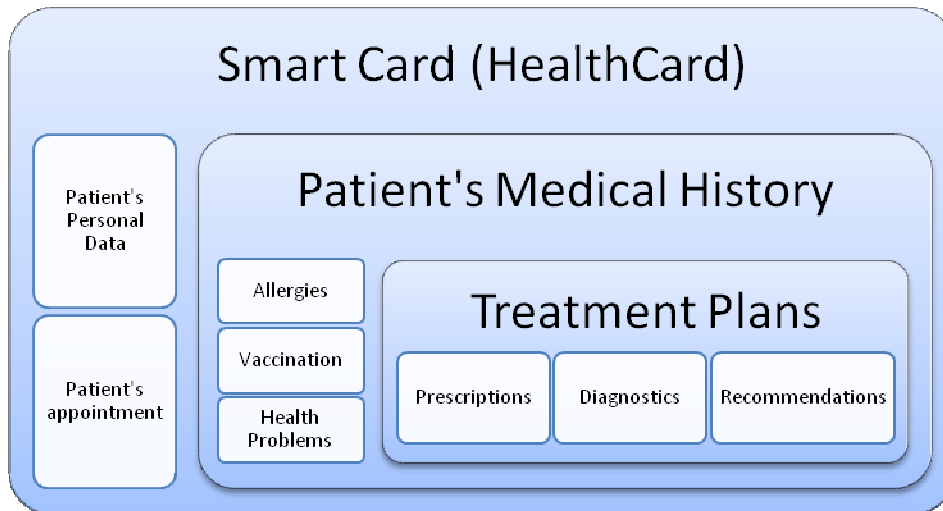 Smart Card (HealthCard)
Patient's
Personal
Data
Patient's
appointment
Patient's Medical History
Allergies
Vaccination
Health
Problems
Treatment Plans
Prescriptions
Diagnostics
Recommendations